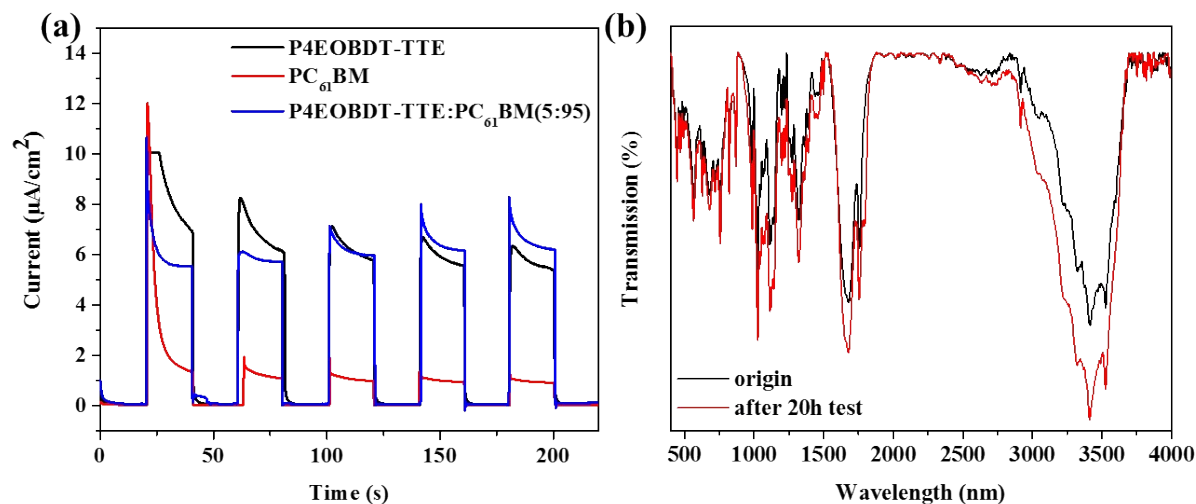 (a)
P4EOBDT-TTE
PC₆₁BM
P4EOBDT-TTE:PC₆₁BM(5:95)
Current (μA/cm²)
14
12
10
8
6
4
2
0
0 50 100 150 200
Time (s)
(b)
Transmission (%)
origin
after 20h test
500 1000 1500 2000 2500 3000 3500 4000
Wavelength (nm)